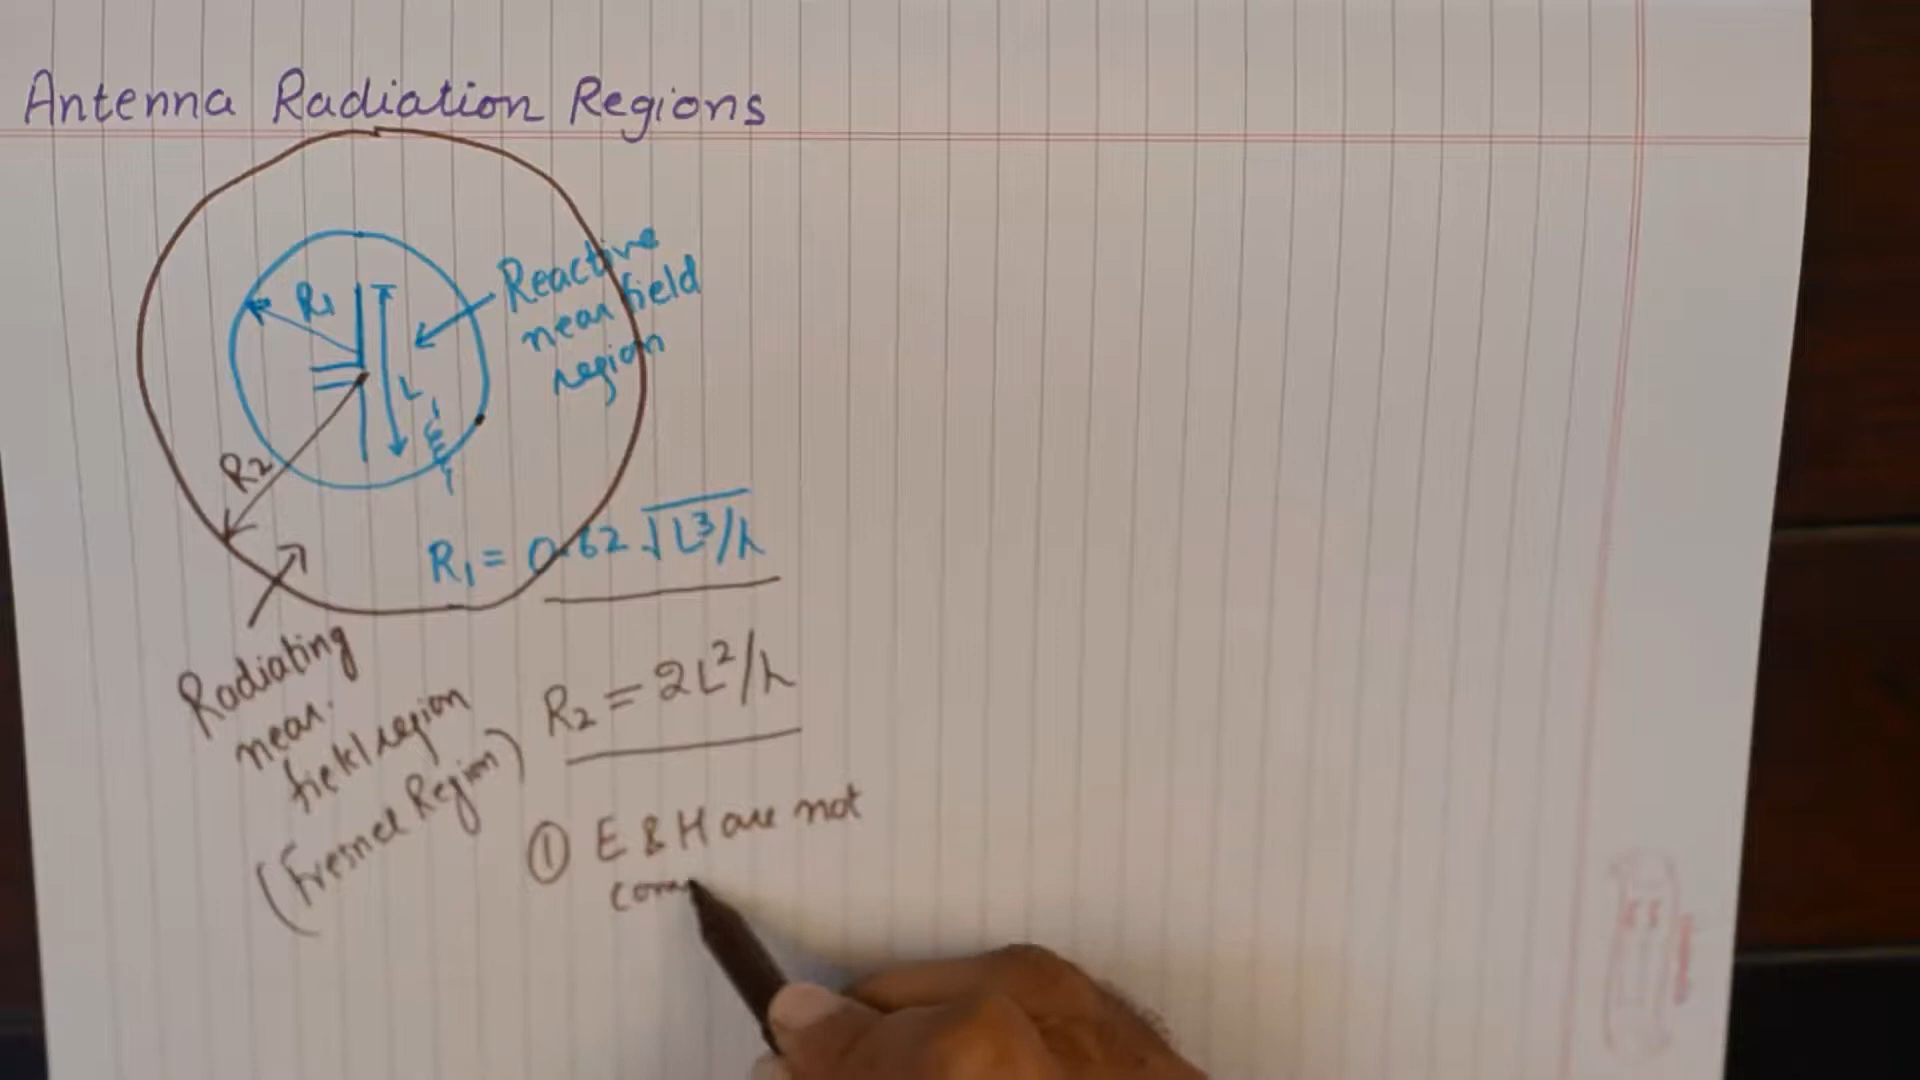 Antenna Radiation Regions
Reactive
near field
region
R1
L
R2
R1 = 0.62 √L³/λ
Radiating
near.
field region
(Fresnel Region)
R2 = 2L²/λ
① E & H are not
com